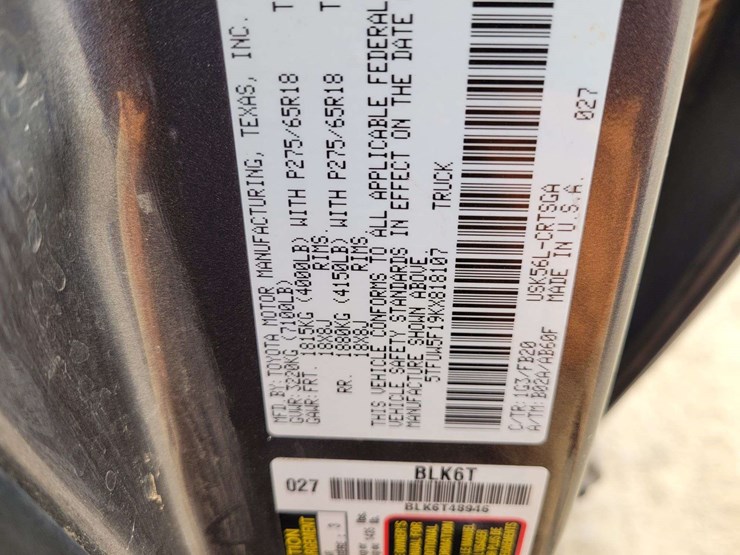 MFD. BY: TOYOTA MOTOR MANUFACTURING, TEXAS, INC.
GVWR: 3220KG (7100LB)
GAWR: FRT. 1815KG (4000LB) WITH P275/65R18 T
18X8J RIMS.
RR. 1880KG (4150LB) WITH P275/65R18 T
18X8J RIMS.
THIS VEHICLE CONFORMS TO ALL APPLICABLE FEDERAL
VEHICLE SAFETY STANDARDS IN EFFECT ON THE DATE
MANUFACTURE SHOWN ABOVE
5TFUW5F19KX818107 TRUCK
C/TR: 1G3/FB20 USK56L-CRTSGA 027
A/TM: B02A/AB60F MADE IN U.S.A.
BLK6T
027
BLK6T48946